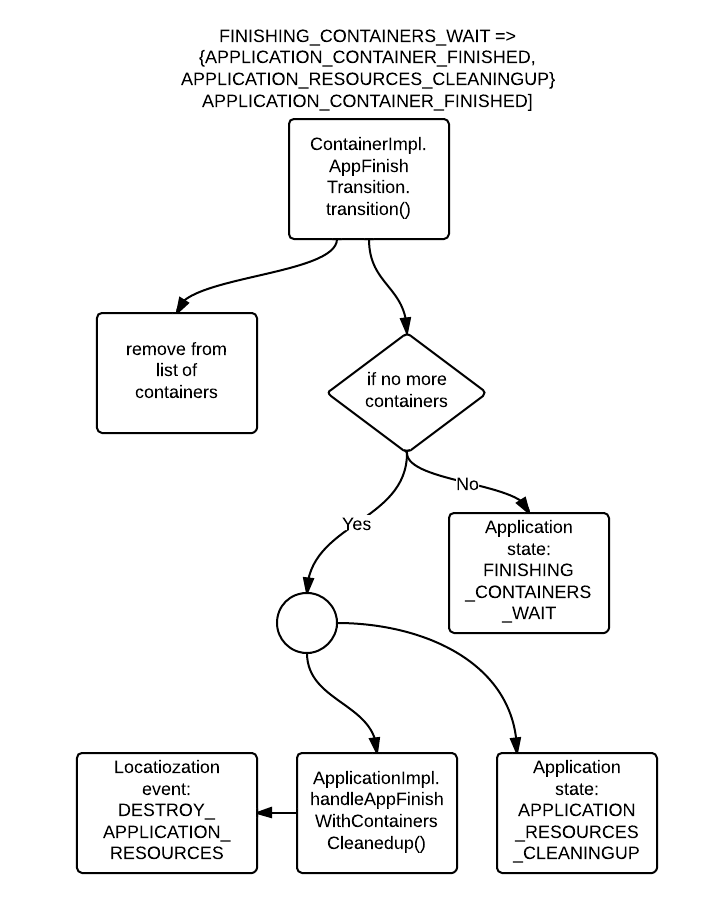 FINISHING_CONTAINERS_WAIT =>
{APPLICATION_CONTAINER_FINISHED,
APPLICATION_RESOURCES_CLEANINGUP}
APPLICATION_CONTAINER_FINISHED]
ContainerImpl.
AppFinish
Transition.
transition()
remove from
list of
containers
if no more
containers
No
Yes
Application
state:
FINISHING
_CONTAINERS
_WAIT
Locatiozation
event:
DESTROY_
APPLICATION_
RESOURCES
ApplicationImpl.
handleAppFinish
WithContainers
Cleanedup()
Application
state:
APPLICATION
_RESOURCES
_CLEANINGUP